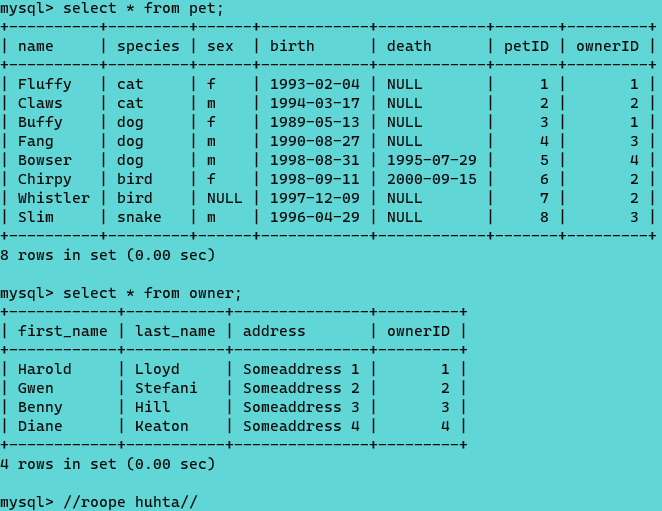 mysql> select * from pet;
+----------+---------+------+------------+------------+-------+---------+
| name     | species | sex  | birth      | death      | petID | ownerID |
+----------+---------+------+------------+------------+-------+---------+
| Fluffy   | cat     | f    | 1993-02-04 | NULL       |     1 |       1 |
| Claws    | cat     | m    | 1994-03-17 | NULL       |     2 |       2 |
| Buffy    | dog     | f    | 1989-05-13 | NULL       |     3 |       1 |
| Fang     | dog     | m    | 1990-08-27 | NULL       |     4 |       3 |
| Bowser   | dog     | m    | 1998-08-31 | 1995-07-29 |     5 |       4 |
| Chirpy   | bird    | f    | 1998-09-11 | 2000-09-15 |     6 |       2 |
| Whistler | bird    | NULL | 1997-12-09 | NULL       |     7 |       2 |
| Slim     | snake   | m    | 1996-04-29 | NULL       |     8 |       3 |
+----------+---------+------+------------+------------+-------+---------+
8 rows in set (0.00 sec)

mysql> select * from owner;
+------------+-----------+---------------+---------+
| first_name | last_name | address       | ownerID |
+------------+-----------+---------------+---------+
| Harold     | Lloyd     | Someaddress 1 |       1 |
| Gwen       | Stefani   | Someaddress 2 |       2 |
| Benny      | Hill      | Someaddress 3 |       3 |
| Diane      | Keaton    | Someaddress 4 |       4 |
+------------+-----------+---------------+---------+
4 rows in set (0.00 sec)

mysql> //roope huhta//